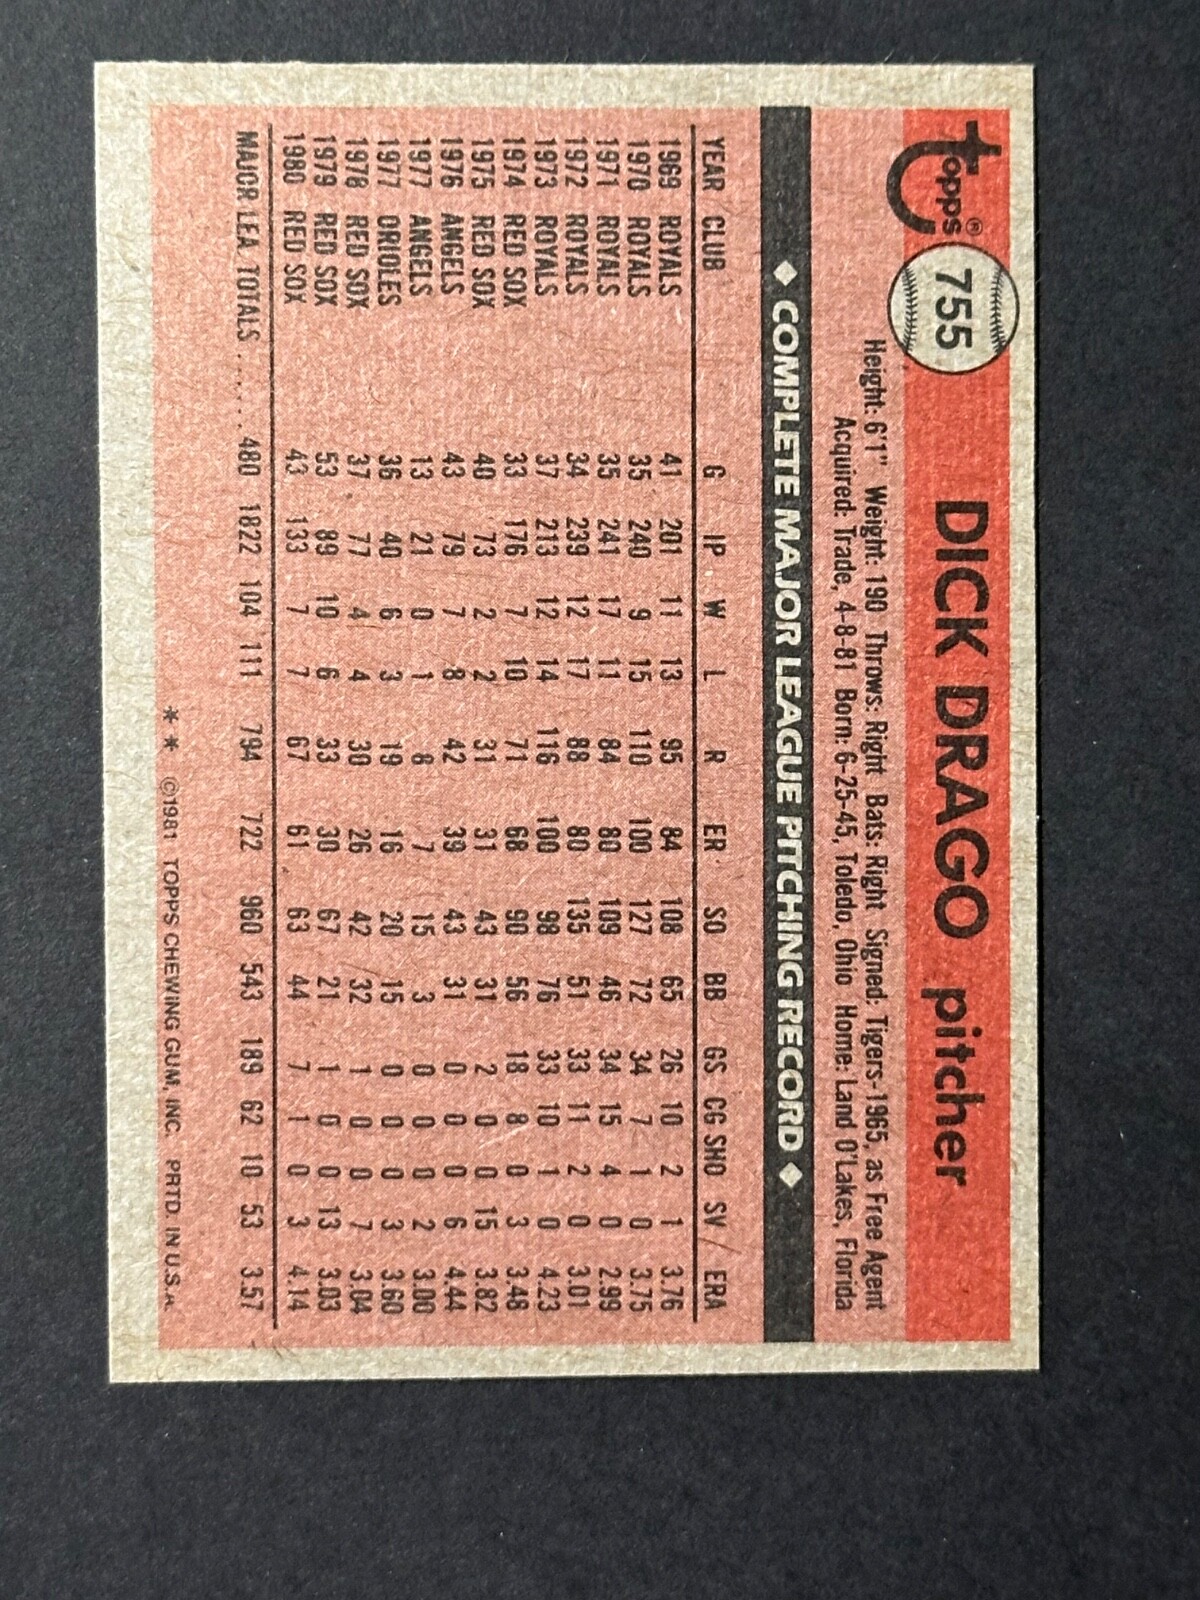 Topps®
755
DICK DRAGO pitcher
Height: 6'1" Weight: 190 Throws: Right Bats: Right Signed: Tigers-1965, as Free Agent
Acquired: Trade, 4-8-81 Born: 6-25-45, Toledo, Ohio Home: Land O'Lakes, Florida
◆ COMPLETE MAJOR LEAGUE PITCHING RECORD ◆
YEAR CLUB G IP W L R ER SO BB GS CG SHO SV / ERA
1969 ROYALS 41 201 11 13 95 84 108 65 26 10 2 1 3.76
1970 ROYALS 35 240 9 15 110 100 127 72 34 7 1 0 3.75
1971 ROYALS 35 241 17 11 84 80 109 46 34 15 4 0 2.99
1972 ROYALS 34 239 12 17 88 80 135 51 33 11 2 0 3.01
1973 ROYALS 37 213 12 14 116 100 98 76 33 10 1 0 4.23
1974 RED SOX 33 176 7 10 71 68 90 56 18 8 0 3 3.48
1975 RED SOX 40 73 2 2 31 31 43 31 2 0 0 15 3.82
1976 ANGELS 43 79 7 8 42 39 43 31 0 0 0 6 4.44
1977 ANGELS 13 21 0 1 8 7 15 3 0 0 0 2 3.00
1977 ORIOLES 36 40 6 3 19 16 20 15 0 0 0 3 3.60
1978 RED SOX 37 77 4 4 30 26 42 32 1 0 0 7 3.04
1979 RED SOX 53 89 10 6 33 30 67 21 1 0 0 13 3.03
1980 RED SOX 43 133 7 7 67 61 63 44 7 1 0 3 4.14
MAJOR LEA. TOTALS ...... 480 1822 104 111 794 722 960 543 189 62 10 53 3.57
** ©1981 TOPPS CHEWING GUM, INC. PRTD. IN U.S.A.